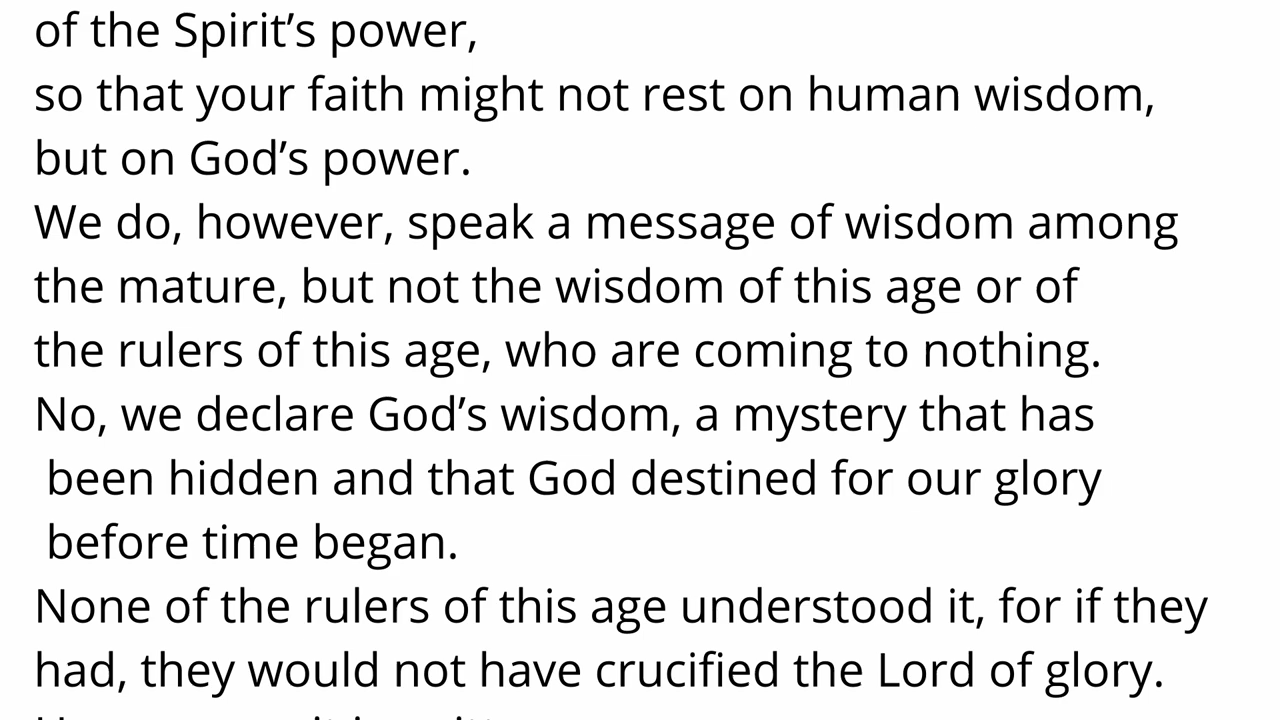 of the Spirit’s power,
so that your faith might not rest on human wisdom,
but on God’s power.
We do, however, speak a message of wisdom among
the mature, but not the wisdom of this age or of
the rulers of this age, who are coming to nothing.
No, we declare God’s wisdom, a mystery that has
been hidden and that God destined for our glory
before time began.
None of the rulers of this age understood it, for if they
had, they would not have crucified the Lord of glory.